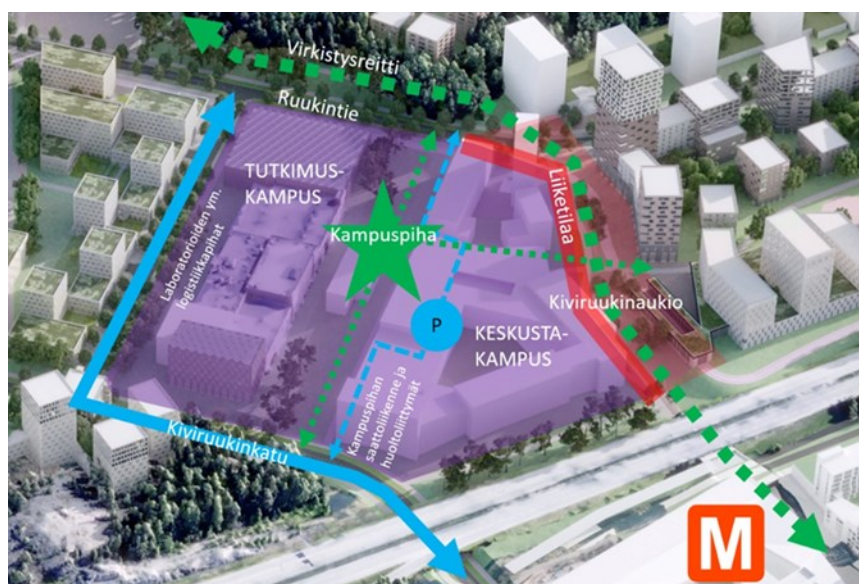 Virkistysreitti
Ruukintie
TUTKIMUS-
KAMPUS
Laboratorioiden ym.
logistiikkapihat
Kampuspiha
Liiketilaa
Kiviruukinaukio
P
KESKUSTA-
KAMPUS
Kampuspihan
saattoliikenne ja
huoltoliittymät
Kiviruukinkatu
M